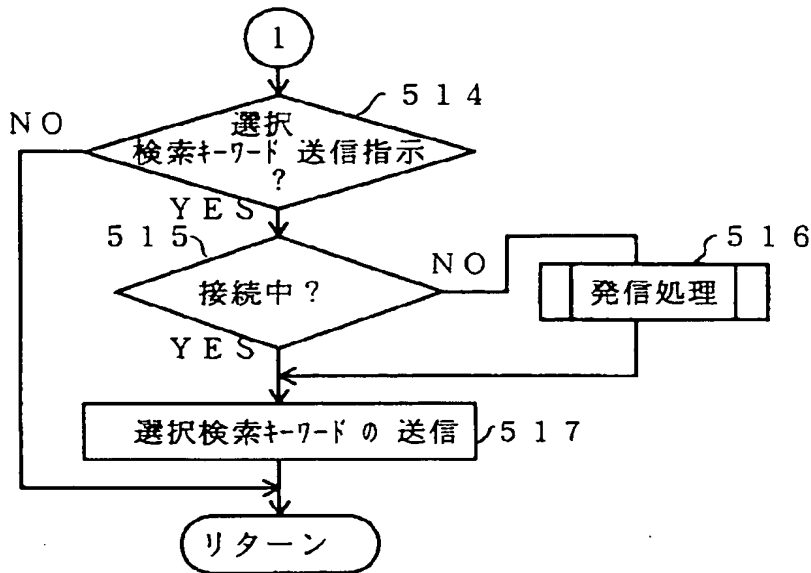 1
514
NO
選択
検索キーワード 送信指示
?
YES
515
NO
516
接続中?
発信処理
YES
選択検索キーワードの 送信
517
リターン